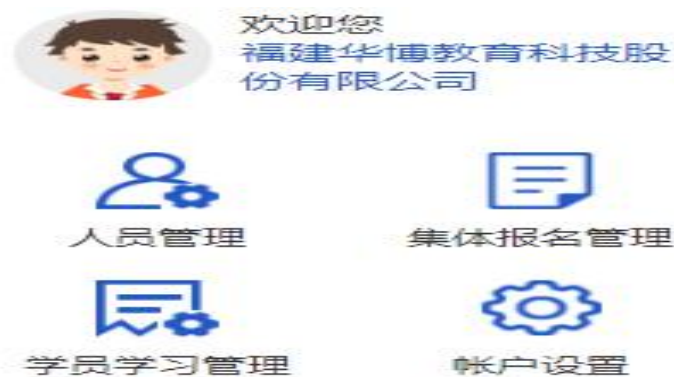 欢迎您
福建华博教育科技股
份有限公司
人员管理
集体报名管理
学员学习管理
帐户设置